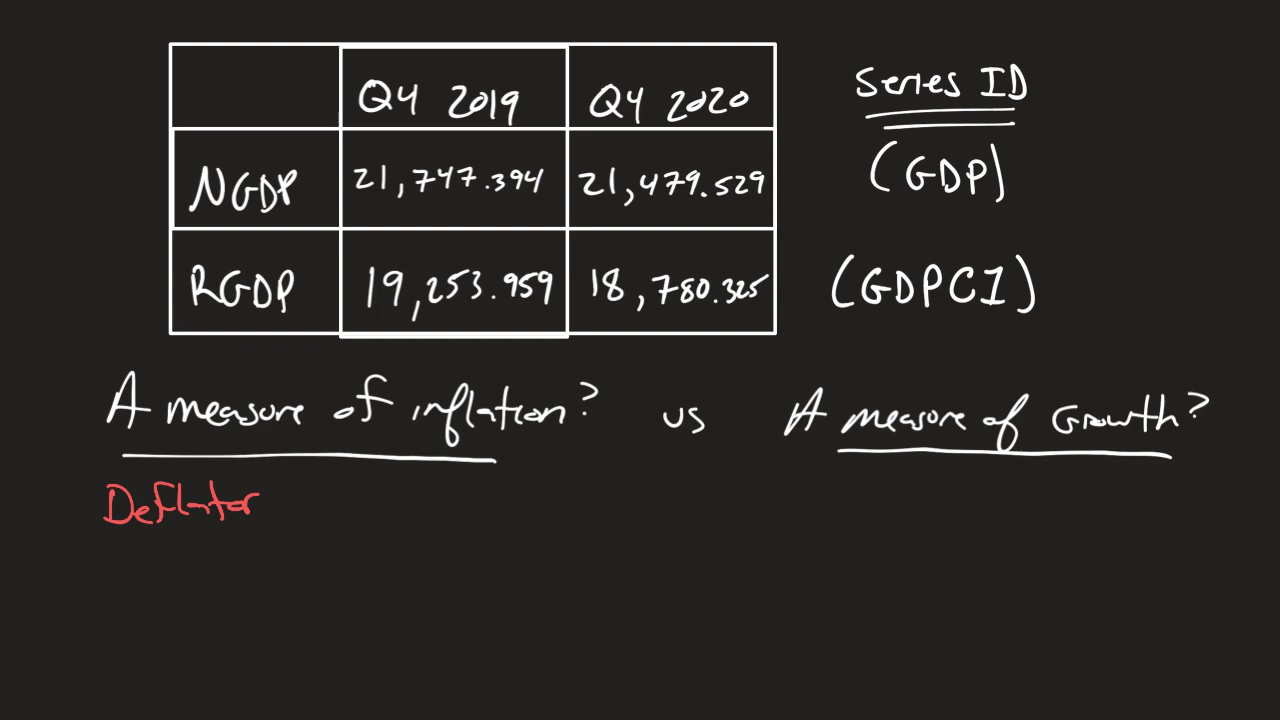 Q4 2019 Q4 2020 Series ID
NGDP 21,747.394 21,479.529 (GDP)
RGDP 19,253.959 18,780.325 (GDPC1)
A measure of inflation? vs A measure of Growth?
Deflator